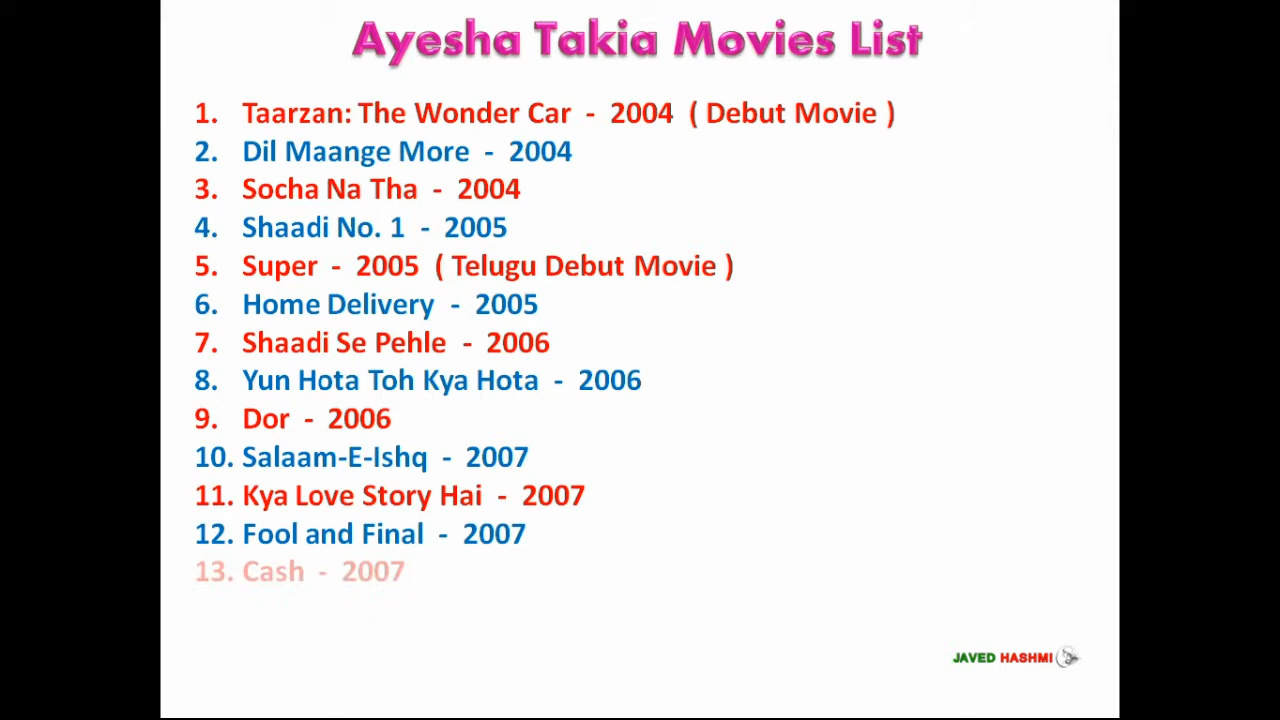 Ayesha Takia Movies List
1. Taarzan: The Wonder Car - 2004 ( Debut Movie )
2. Dil Maange More - 2004
3. Socha Na Tha - 2004
4. Shaadi No. 1 - 2005
5. Super - 2005 ( Telugu Debut Movie )
6. Home Delivery - 2005
7. Shaadi Se Pehle - 2006
8. Yun Hota Toh Kya Hota - 2006
9. Dor - 2006
10. Salaam-E-Ishq - 2007
11. Kya Love Story Hai - 2007
12. Fool and Final - 2007
13. Cash - 2007
JAVED HASHMI